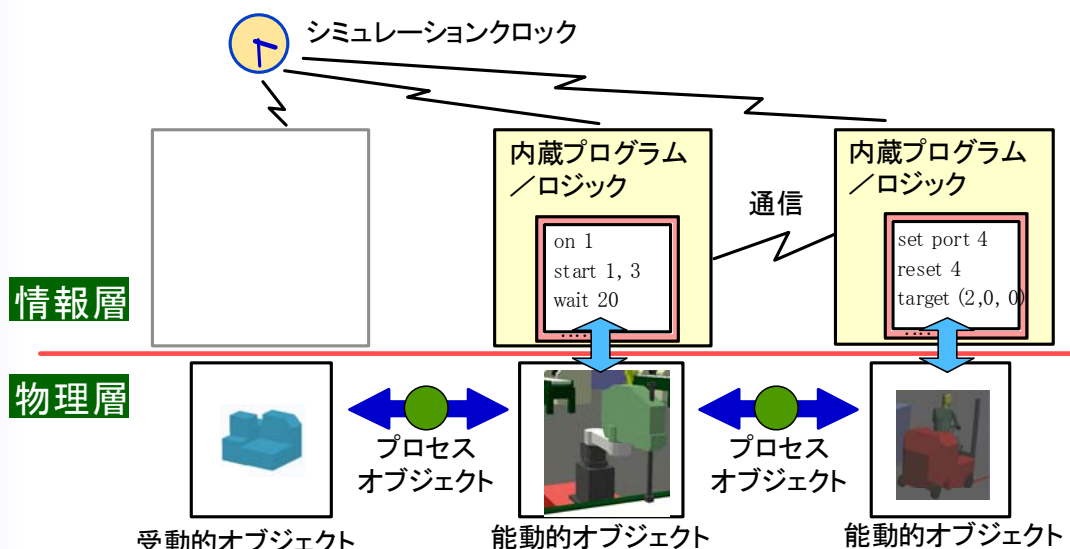 シミュレーションクロック
内蔵プログラム
／ロジック
on 1
start 1, 3
wait 20
通信
内蔵プログラム
／ロジック
set port 4
reset 4
target (2,0, 0)
情報層
物理層
プロセス
オブジェクト
プロセス
オブジェクト
受動的オブジェクト
能動的オブジェクト
能動的オブジェクト